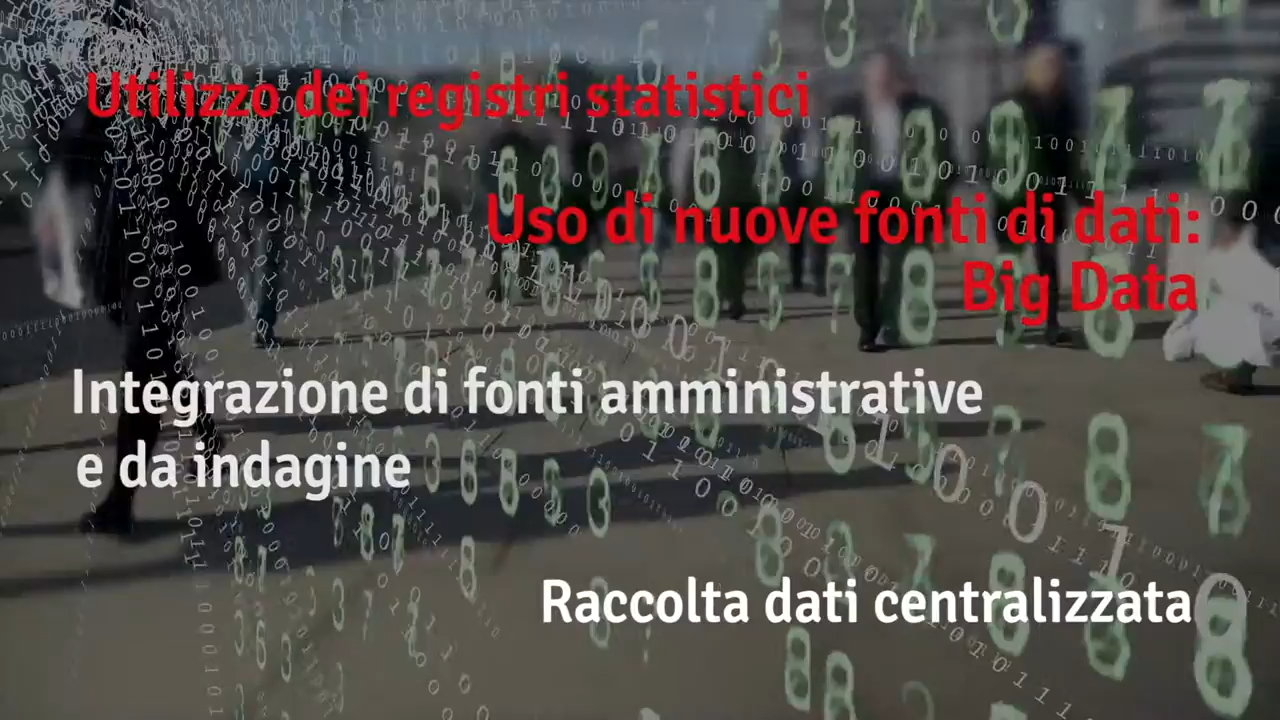 Utilizzo dei registri statistici
Uso di nuove fonti di dati:
Big Data
Integrazione di fonti amministrative
e da indagine
Raccolta dati centralizzata